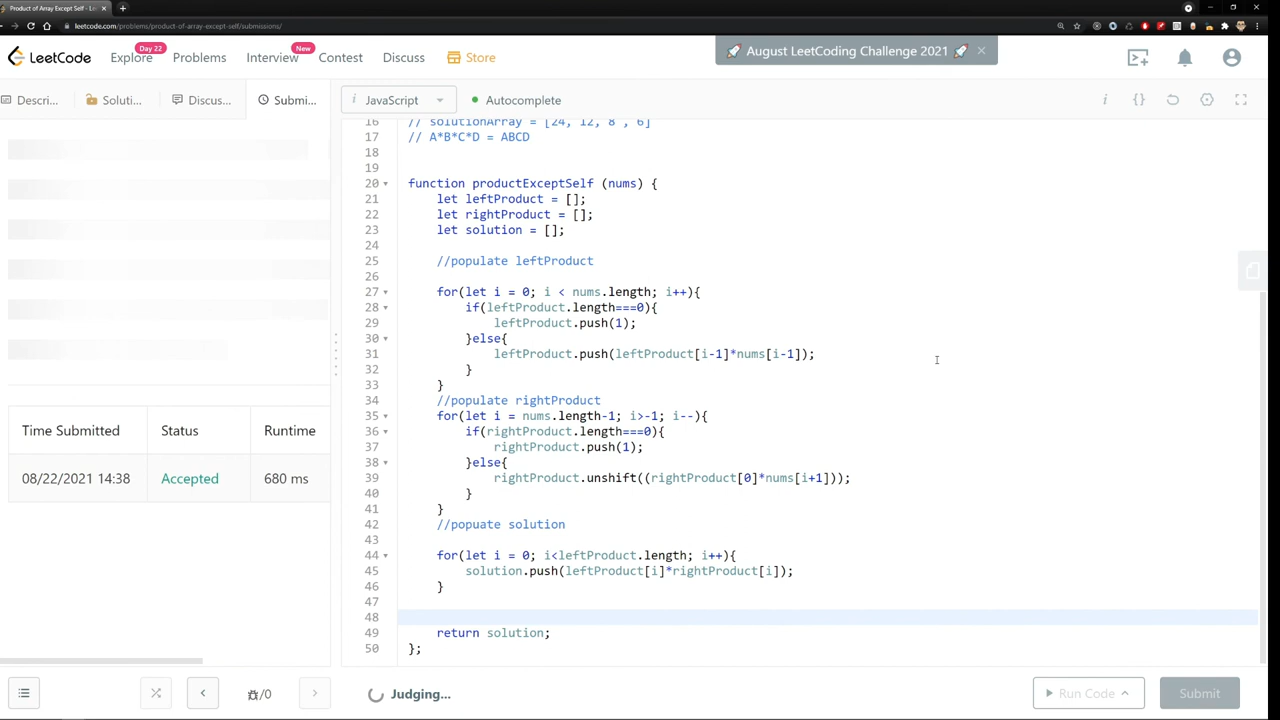 Product of Array Except Self
leetcode.com/problems/product-of-array-except-self/submissions/
LeetCode
Explore
Day 22
Problems
Interview
New
Contest
Discuss
Store
🚀 August LeetCoding Challenge 2021 🚀
Descri...
Soluti...
Discus...
Submi...
i JavaScript
Autocomplete
16 // solutionArray = [24, 12, 8 , 6]
17 // A*B*C*D = ABCD
18
19
20 function productExceptSelf (nums) {
21 let leftProduct = [];
22 let rightProduct = [];
23 let solution = [];
24
25 //populate leftProduct
26
27 for(let i = 0; i < nums.length; i++){
28 if(leftProduct.length===0){
29 leftProduct.push(1);
30 }else{
31 leftProduct.push(leftProduct[i-1]*nums[i-1]);
32 }
33 }
34 //populate rightProduct
35 for(let i = nums.length-1; i>-1; i--){
36 if(rightProduct.length===0){
37 rightProduct.push(1);
38 }else{
39 rightProduct.unshift((rightProduct[0]*nums[i+1]));
40 }
41 }
42 //popuate solution
43
44 for(let i = 0; i<leftProduct.length; i++){
45 solution.push(leftProduct[i]*rightProduct[i]);
46 }
47
48
49 return solution;
50 };
Time Submitted Status Runtime
08/22/2021 14:38 Accepted 680 ms
/0
Judging...
Run Code
Submit